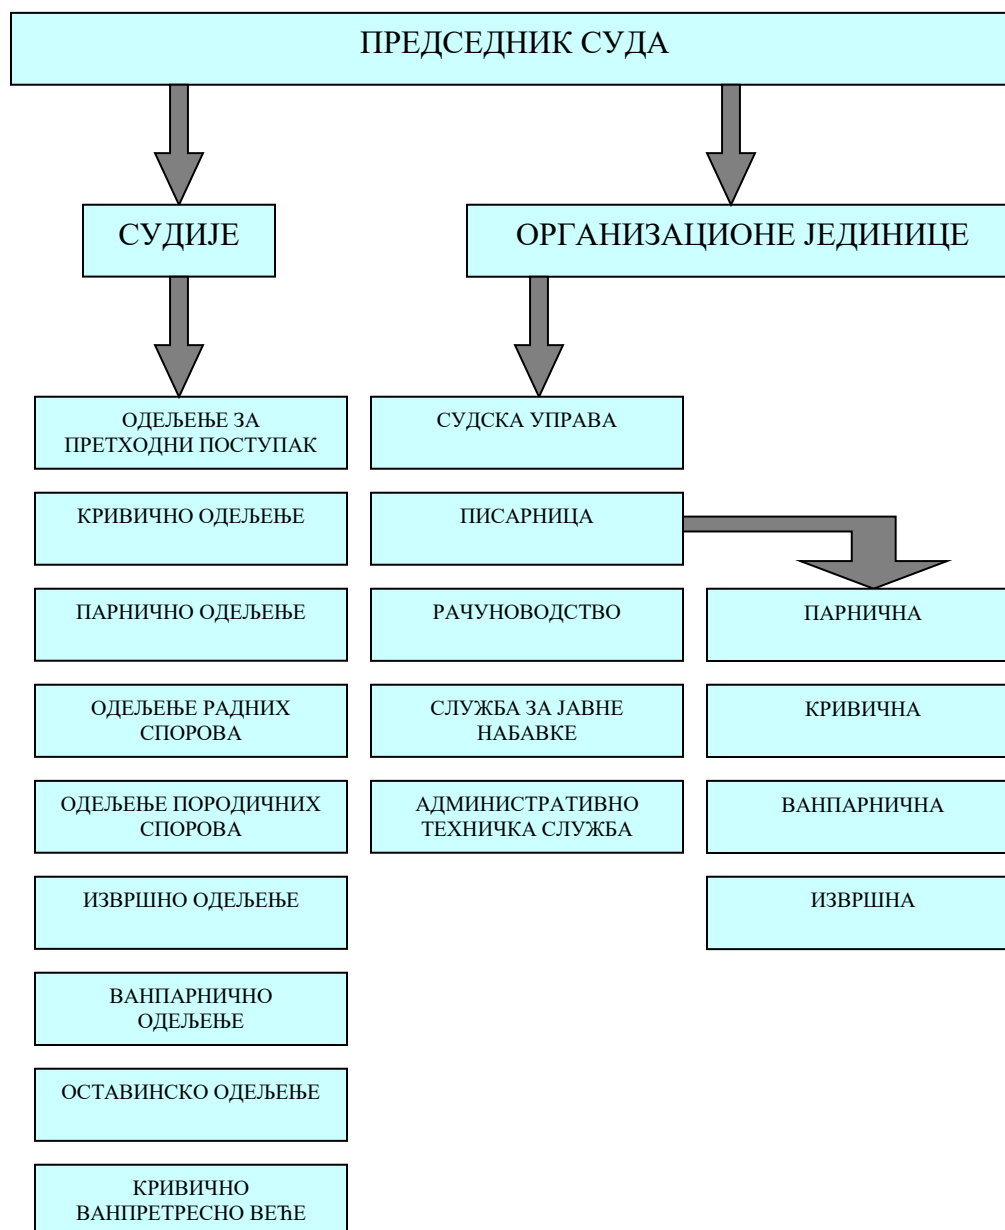 ПРЕДСЕДНИК СУДА
СУДИЈЕ
ОРГАНИЗАЦИОНЕ ЈЕДИНИЦЕ
ОДЕЉЕЊЕ ЗА
ПРЕТХОДНИ ПОСТУПАК
КРИВИЧНО ОДЕЉЕЊЕ
ПАРНИЧНО ОДЕЉЕЊЕ
ОДЕЉЕЊЕ РАДНИХ
СПОРОВА
ОДЕЉЕЊЕ ПОРОДИЧНИХ
СПОРОВА
ИЗВРШНО ОДЕЉЕЊЕ
ВАНПАРНИЧНО
ОДЕЉЕЊЕ
ОСТАВИНСКО ОДЕЉЕЊЕ
КРИВИЧНО
ВАНПРЕТРЕСНО ВЕЋЕ
СУДСКА УПРАВА
ПИСАРНИЦА
РАЧУНОВОДСТВО
СЛУЖБА ЗА ЈАВНЕ
НАБАВКЕ
АДМИНИСТРАТИВНО
ТЕХНИЧКА СЛУЖБА
ПАРНИЧНА
КРИВИЧНА
ВАНПАРНИЧНА
ИЗВРШНА